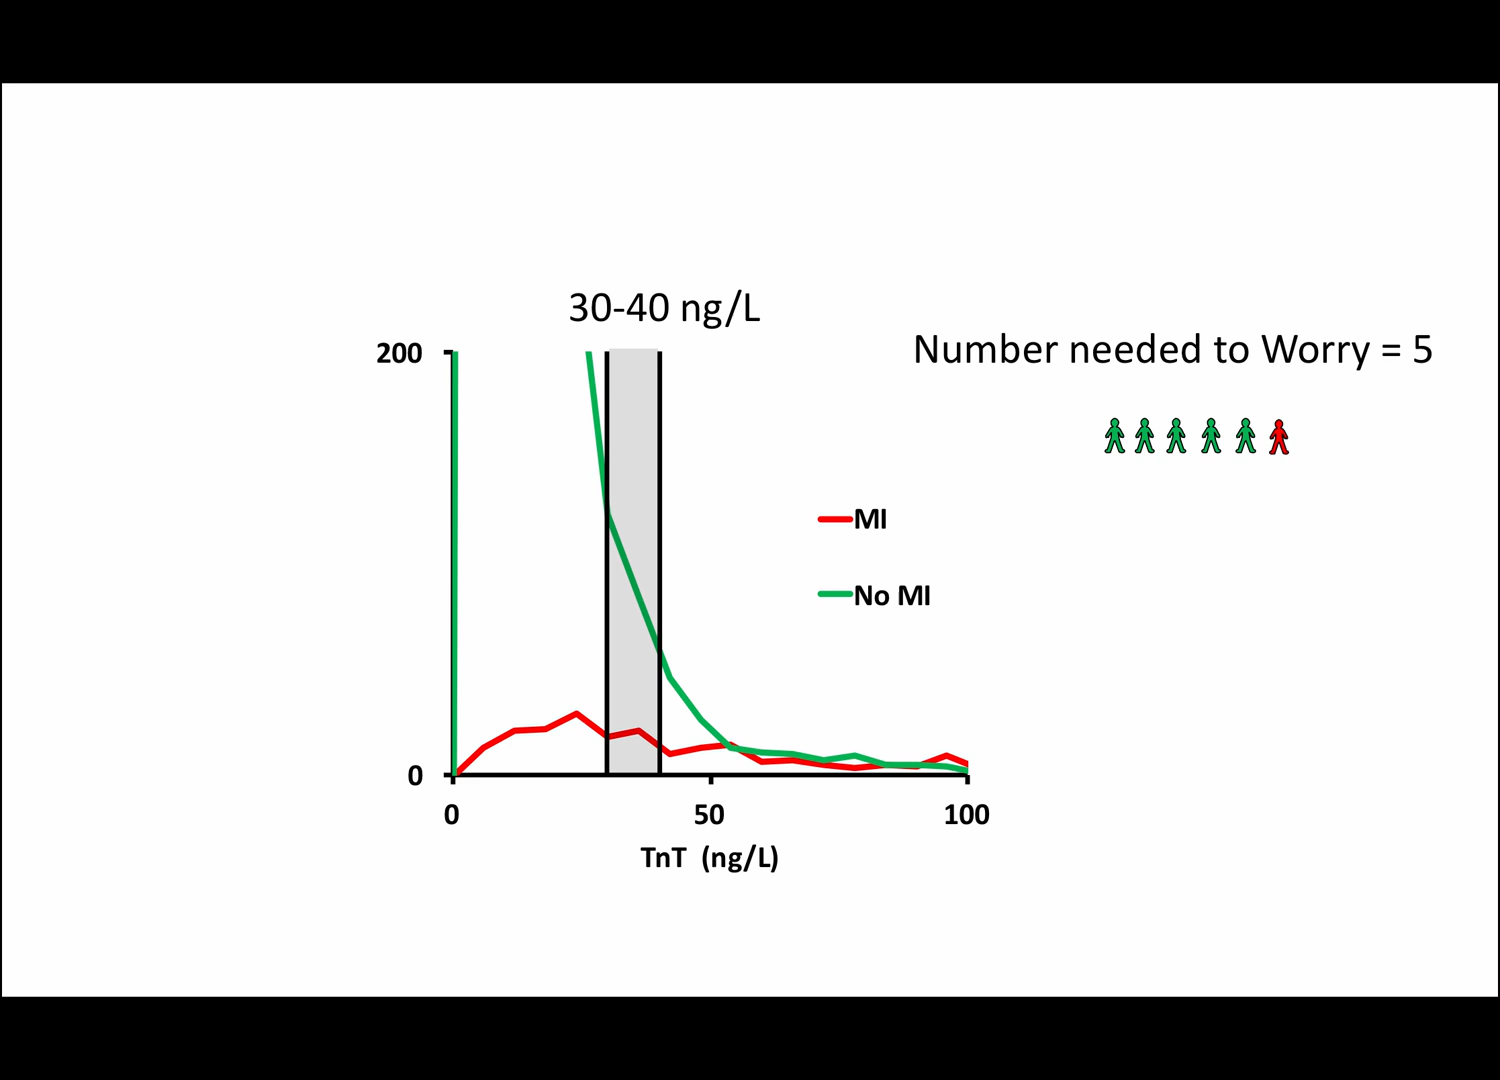 30-40 ng/L
Number needed to Worry = 5
200
MI
No MI
0
0 50 100
TnT (ng/L)